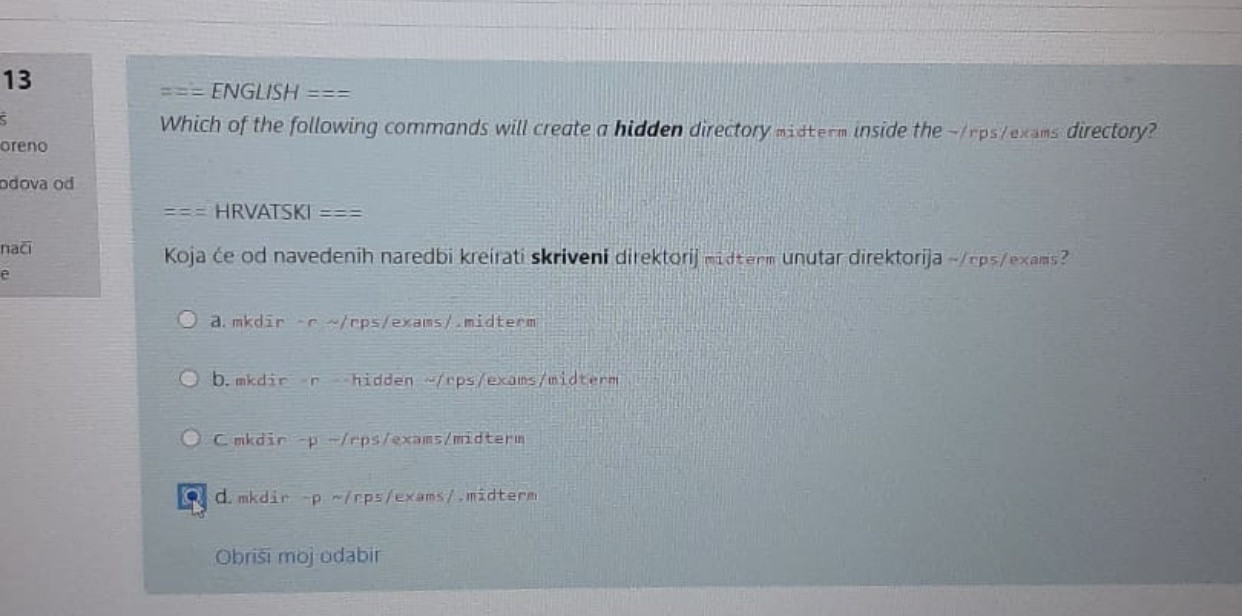 13
š
oreno
odova od
nači
e
=== ENGLISH ===
Which of the following commands will create a hidden directory midterm inside the ~/rps/exams directory?
=== HRVATSKI ===
Koja će od navedenih naredbi kreirati skriveni direktorij midterm unutar direktorija ~/rps/exams?
a. mkdir -r ~/rps/exams/.midterm
b. mkdir -r --hidden ~/rps/exams/midterm
c. mkdir -p ~/rps/exams/midterm
d. mkdir -p ~/rps/exams/.midterm
Obriši moj odabir